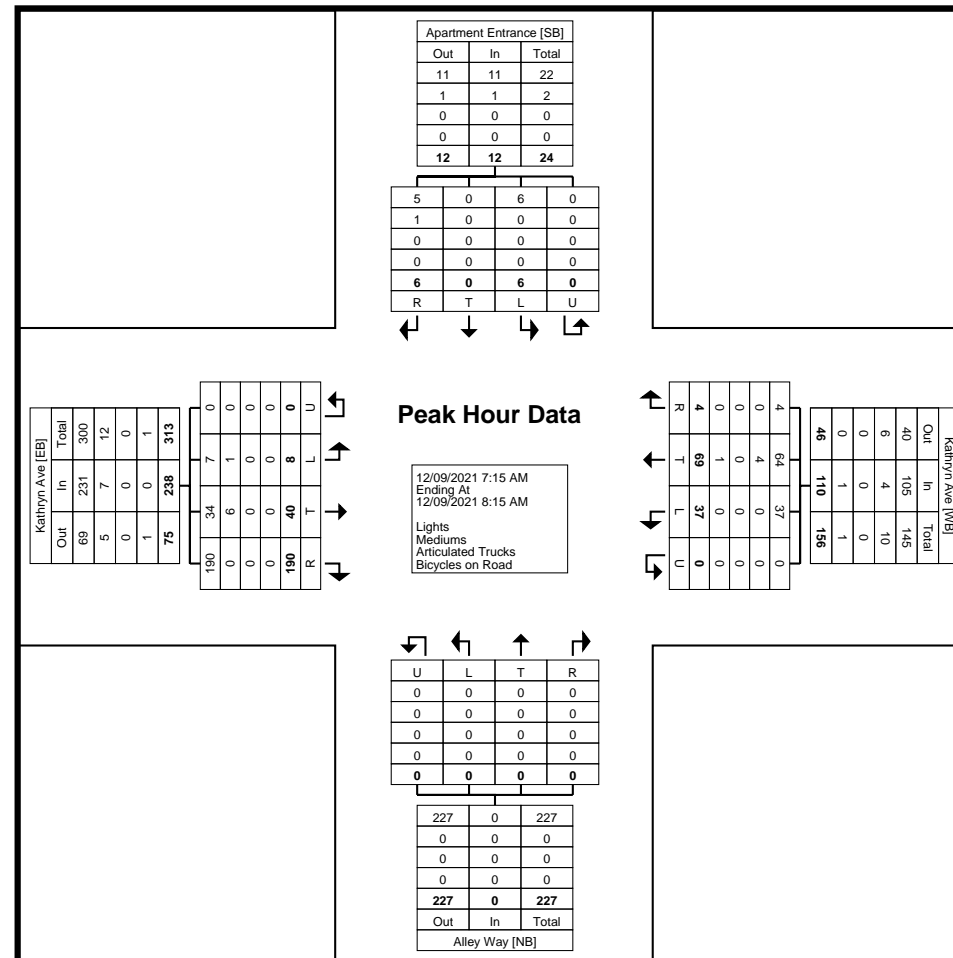 Apartment Entrance [SB]
Out In Total
11 11 22
1 1 2
0 0 0
0 0 0
12 12 24
5 0 6 0
1 0 0 0
0 0 0 0
0 0 0 0
6 0 6 0
R T L U
Kathryn Ave [EB]
Total 300 12 0 1 313
In 231 7 0 0 238
Out 69 5 0 1 75
0 0 0 0 0 U
7 1 0 0 8 L
34 6 0 0 40 T
190 0 0 0 190 R
Peak Hour Data
12/09/2021 7:15 AM
Ending At
12/09/2021 8:15 AM
Lights
Mediums
Articulated Trucks
Bicycles on Road
R 4 0 0 0 4
T 69 1 0 4 64
L 37 0 0 0 37
U 0 0 0 0 0
46 0 0 6 40 Out
110 1 0 4 105 In
156 1 0 10 145 Total
Kathryn Ave [WB]
U L T R
0 0 0 0
0 0 0 0
0 0 0 0
0 0 0 0
0 0 0 0
227 0 227
0 0 0
0 0 0
0 0 0
227 0 227
Out In Total
Alley Way [NB]